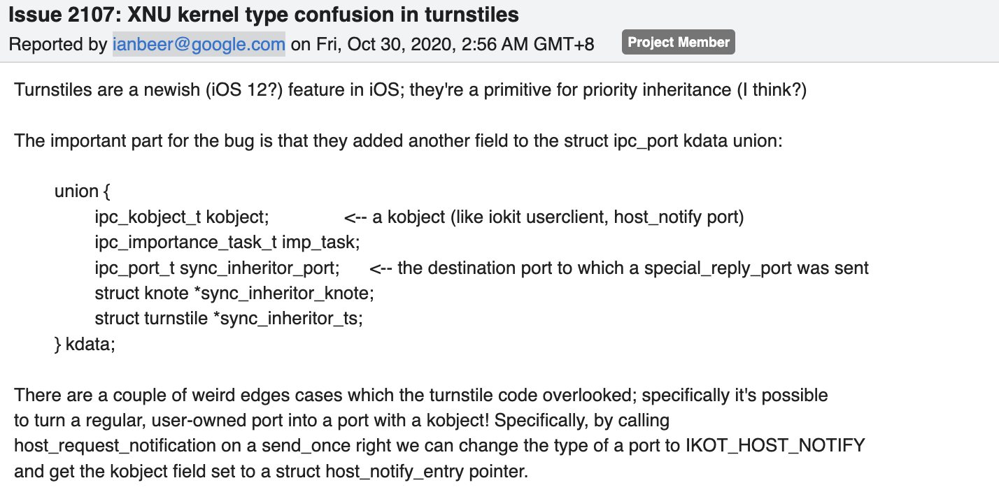 Issue 2107: XNU kernel type confusion in turnstiles
Reported by ianbeer@google.com on Fri, Oct 30, 2020, 2:56 AM GMT+8 Project Member
Turnstiles are a newish (iOS 12?) feature in iOS; they're a primitive for priority inheritance (I think?)
The important part for the bug is that they added another field to the struct ipc_port kdata union:
union {
ipc_kobject_t kobject; <-- a kobject (like iokit userclient, host_notify port)
ipc_importance_task_t imp_task;
ipc_port_t sync_inheritor_port; <-- the destination port to which a special_reply_port was sent
struct knote *sync_inheritor_knote;
struct turnstile *sync_inheritor_ts;
} kdata;
There are a couple of weird edges cases which the turnstile code overlooked; specifically it's possible
to turn a regular, user-owned port into a port with a kobject! Specifically, by calling
host_request_notification on a send_once right we can change the type of a port to IKOT_HOST_NOTIFY
and get the kobject field set to a struct host_notify_entry pointer.